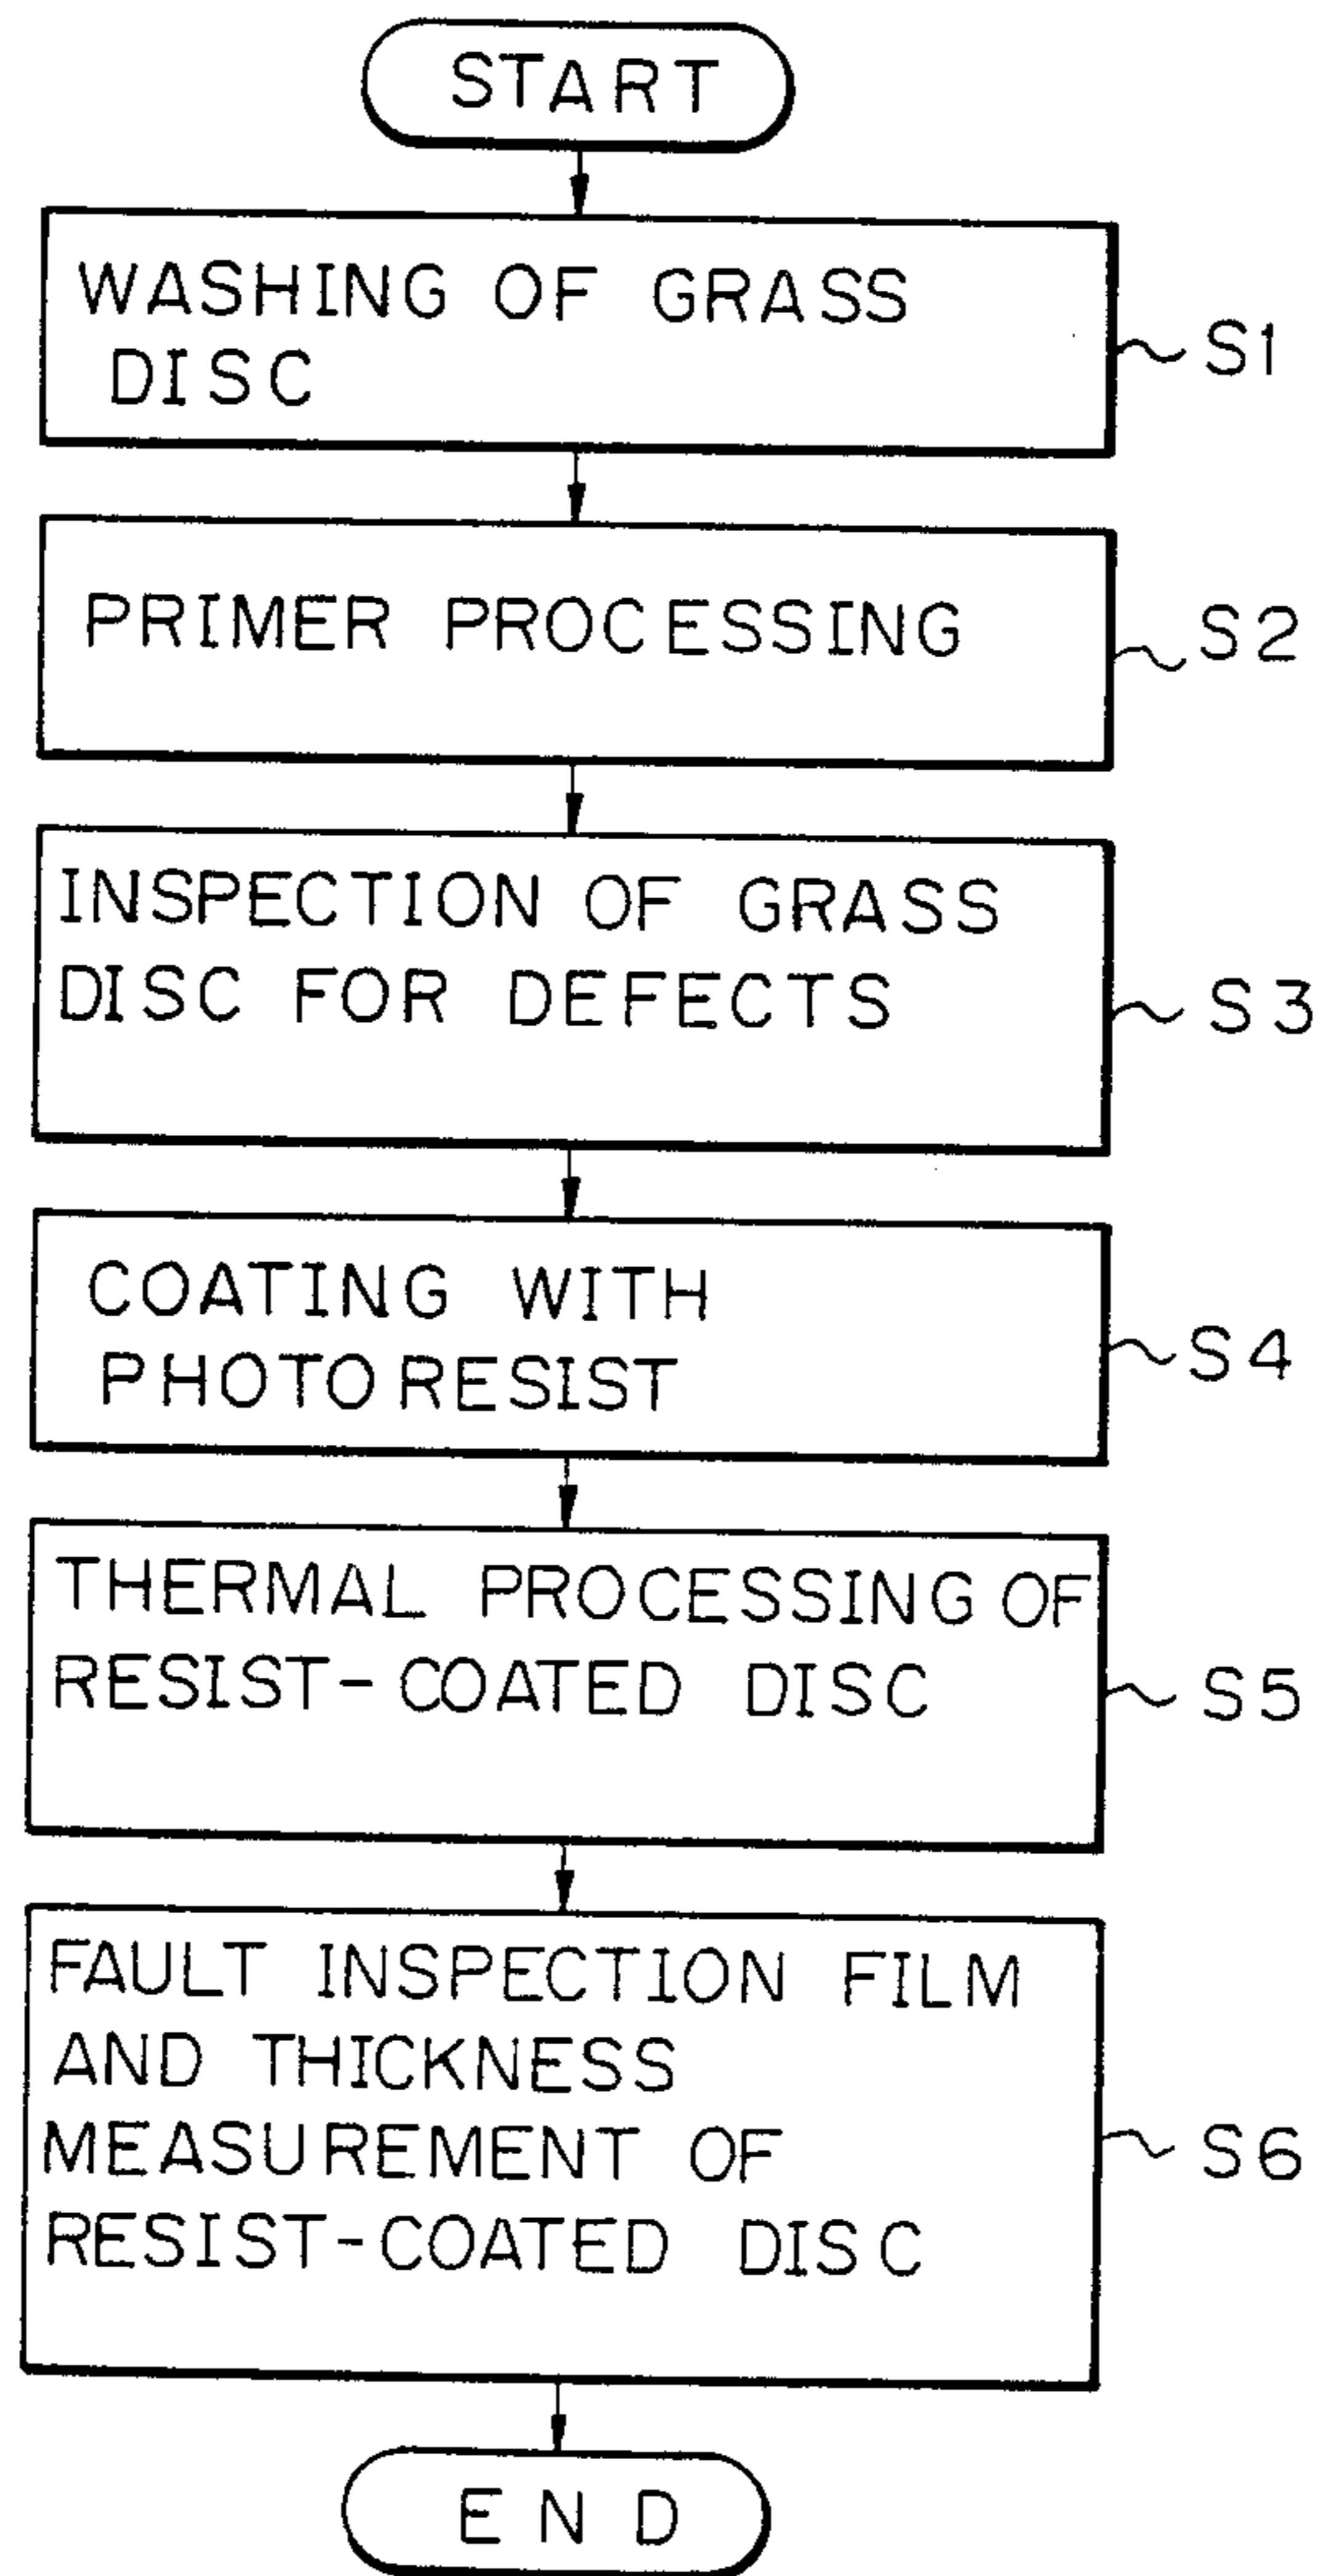 START
WASHING OF GRASS
DISC
S1
PRIMER PROCESSING
S2
INSPECTION OF GRASS
DISC FOR DEFECTS
S3
COATING WITH
PHOTORESIST
S4
THERMAL PROCESSING OF
RESIST-COATED DISC
S5
FAULT INSPECTION FILM
AND THICKNESS
MEASUREMENT OF
RESIST-COATED DISC
S6
END